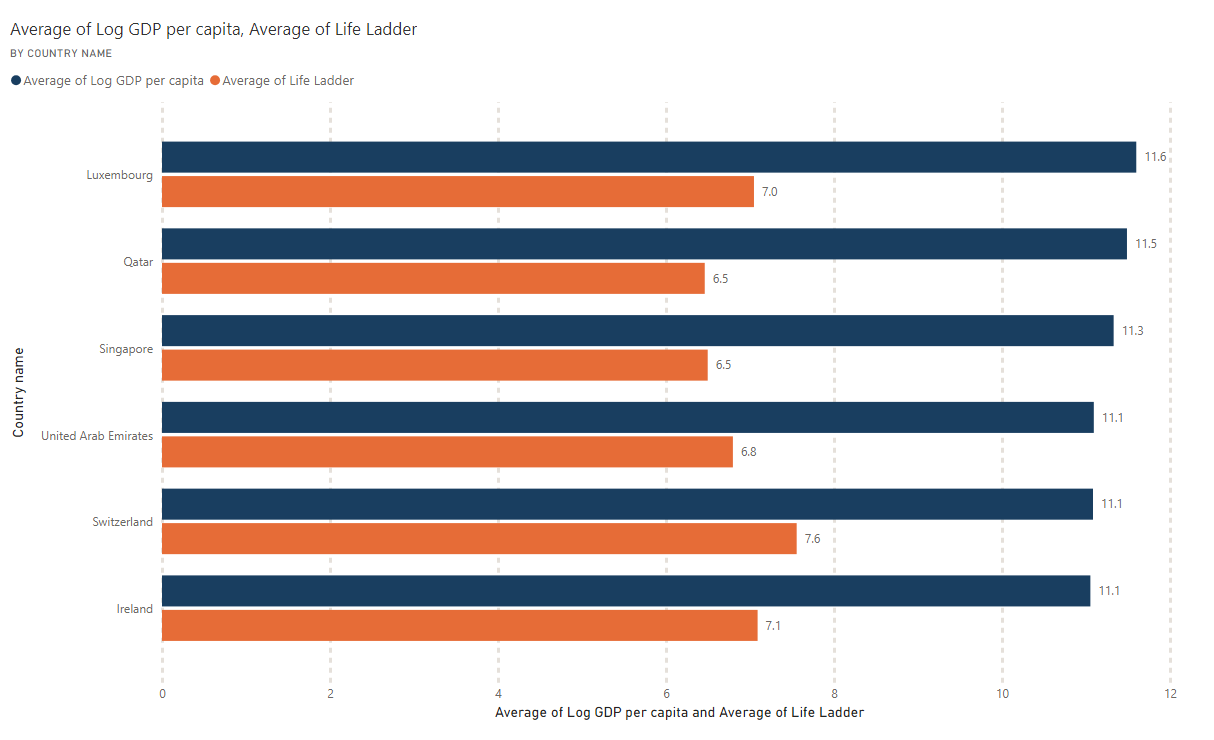 Average of Log GDP per capita, Average of Life Ladder
BY COUNTRY NAME
Average of Log GDP per capita Average of Life Ladder
Country name
Luxembourg
11.6
7.0
Qatar
11.5
6.5
Singapore
11.3
6.5
United Arab Emirates
11.1
6.8
Switzerland
11.1
7.6
Ireland
11.1
7.1
0 2 4 6 8 10 12
Average of Log GDP per capita and Average of Life Ladder